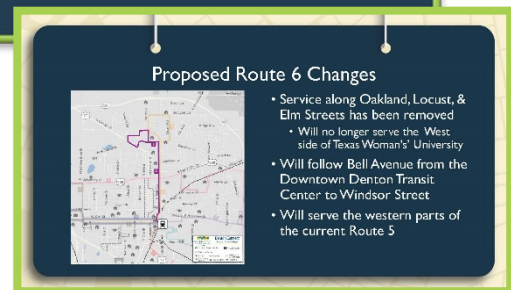 Proposed Route 6 Changes
• Service along Oakland, Locust, &
Elm Streets has been removed
• Will no longer serve the West
side of Texas Woman's' University
• Will follow Bell Avenue from the
Downtown Denton Transit
Center to Windsor Street
• Will serve the western parts of
the current Route 5